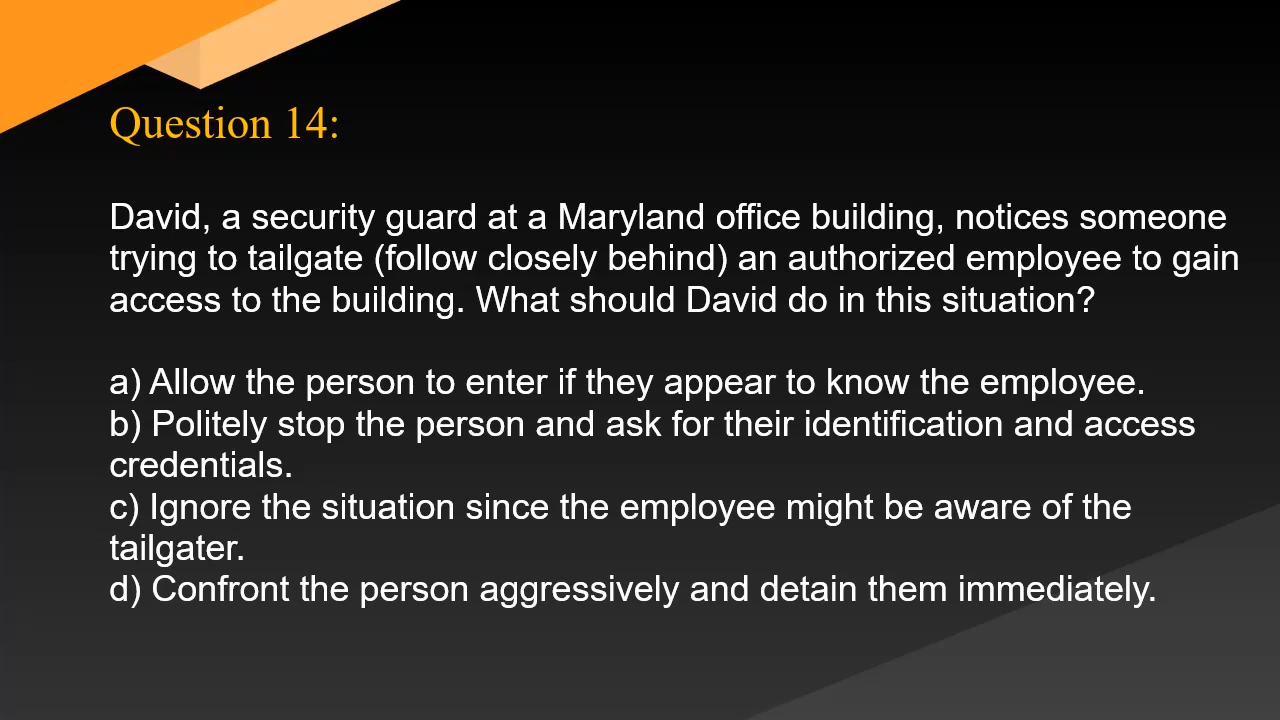 Question 14:
David, a security guard at a Maryland office building, notices someone
trying to tailgate (follow closely behind) an authorized employee to gain
access to the building. What should David do in this situation?
a) Allow the person to enter if they appear to know the employee.
b) Politely stop the person and ask for their identification and access
credentials.
c) Ignore the situation since the employee might be aware of the
tailgater.
d) Confront the person aggressively and detain them immediately.